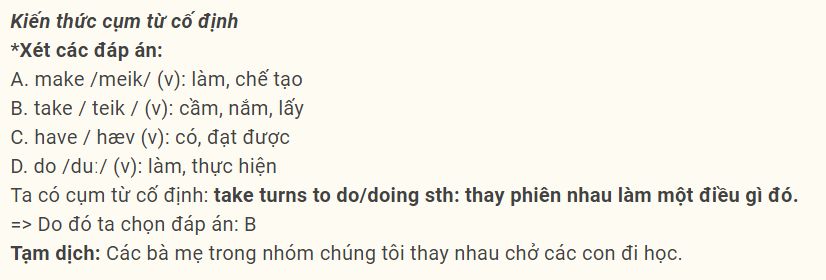 Kiến thức cụm từ cố định
*Xét các đáp án:
A. make /meik/ (v): làm, chế tạo
B. take / teik / (v): cầm, nắm, lấy
C. have / hæv (v): có, đạt được
D. do /duː/ (v): làm, thực hiện
Ta có cụm từ cố định: take turns to do/doing sth: thay phiên nhau làm một điều gì đó.
=> Do đó ta chọn đáp án: B
Tạm dịch: Các bà mẹ trong nhóm chúng tôi thay nhau chở các con đi học.